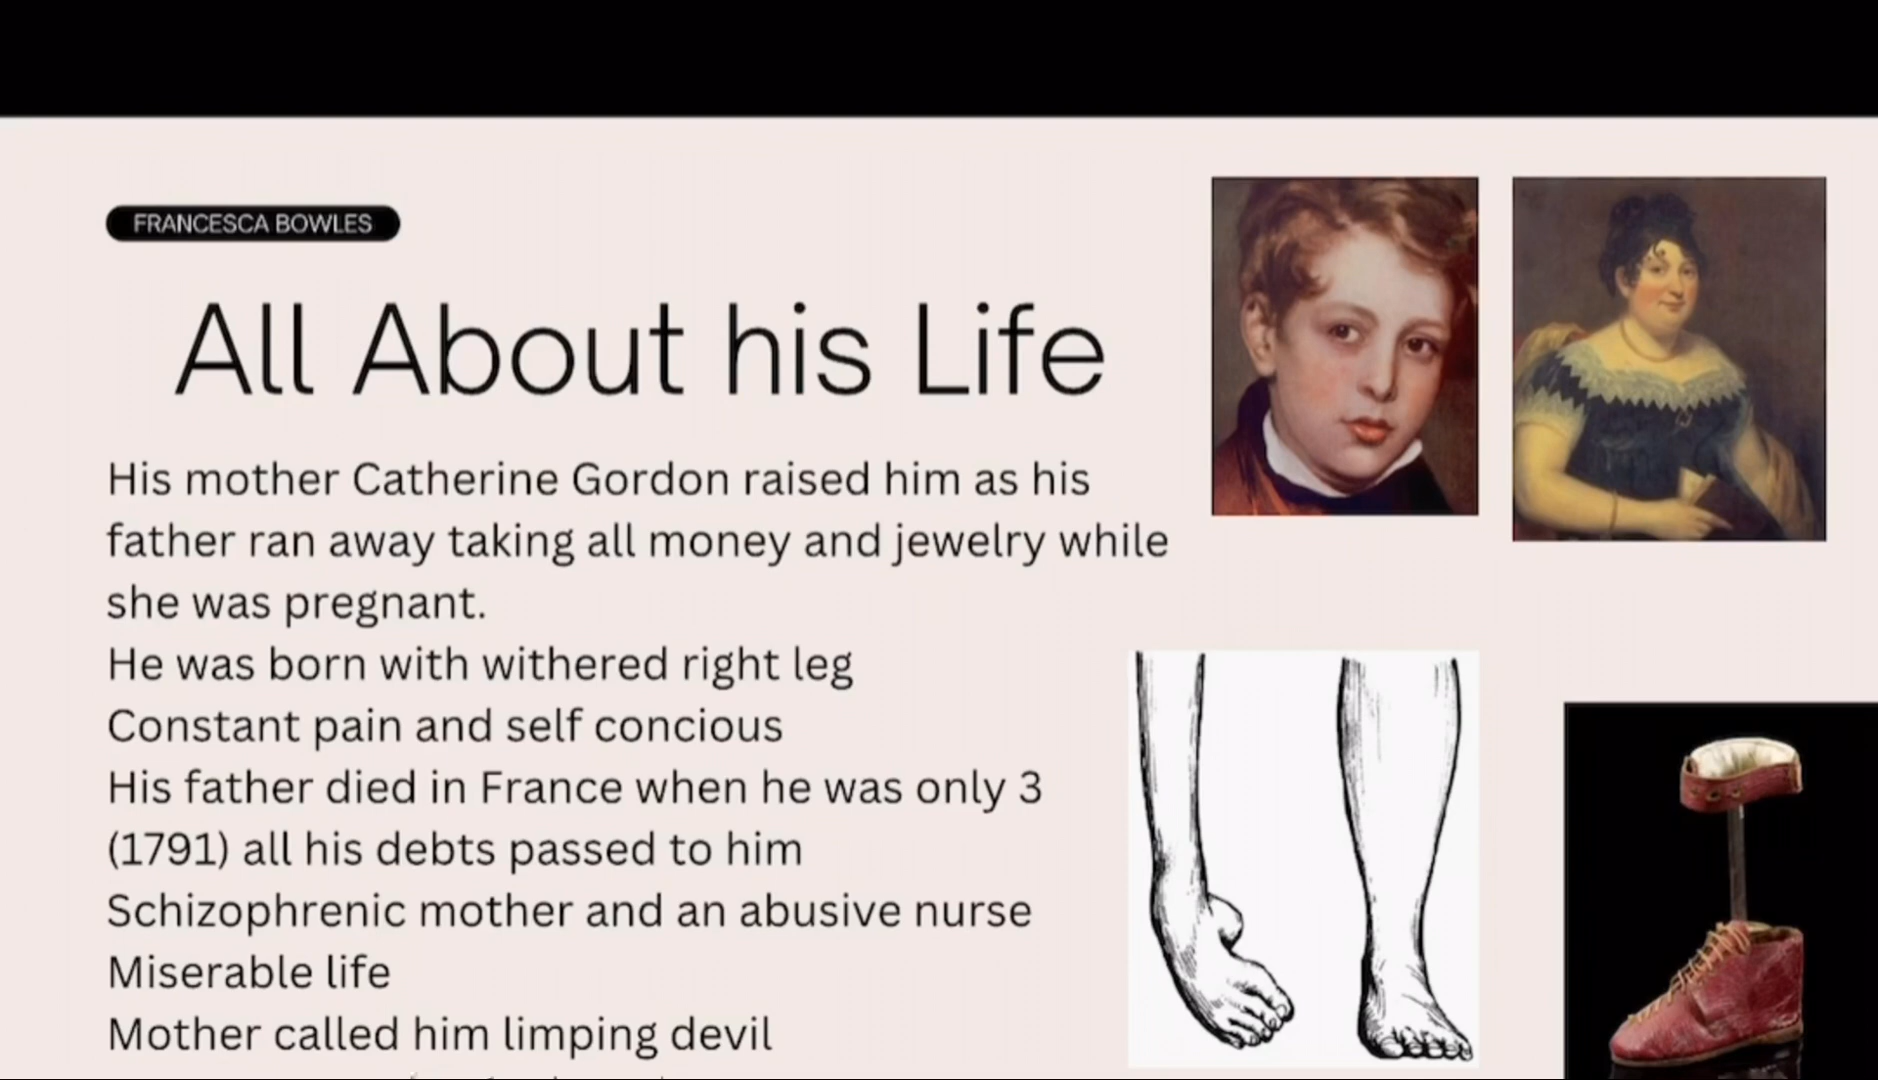 FRANCESCA BOWLES
All About his Life
His mother Catherine Gordon raised him as his
father ran away taking all money and jewelry while
she was pregnant.
He was born with withered right leg
Constant pain and self concious
His father died in France when he was only 3
(1791) all his debts passed to him
Schizophrenic mother and an abusive nurse
Miserable life
Mother called him limping devil